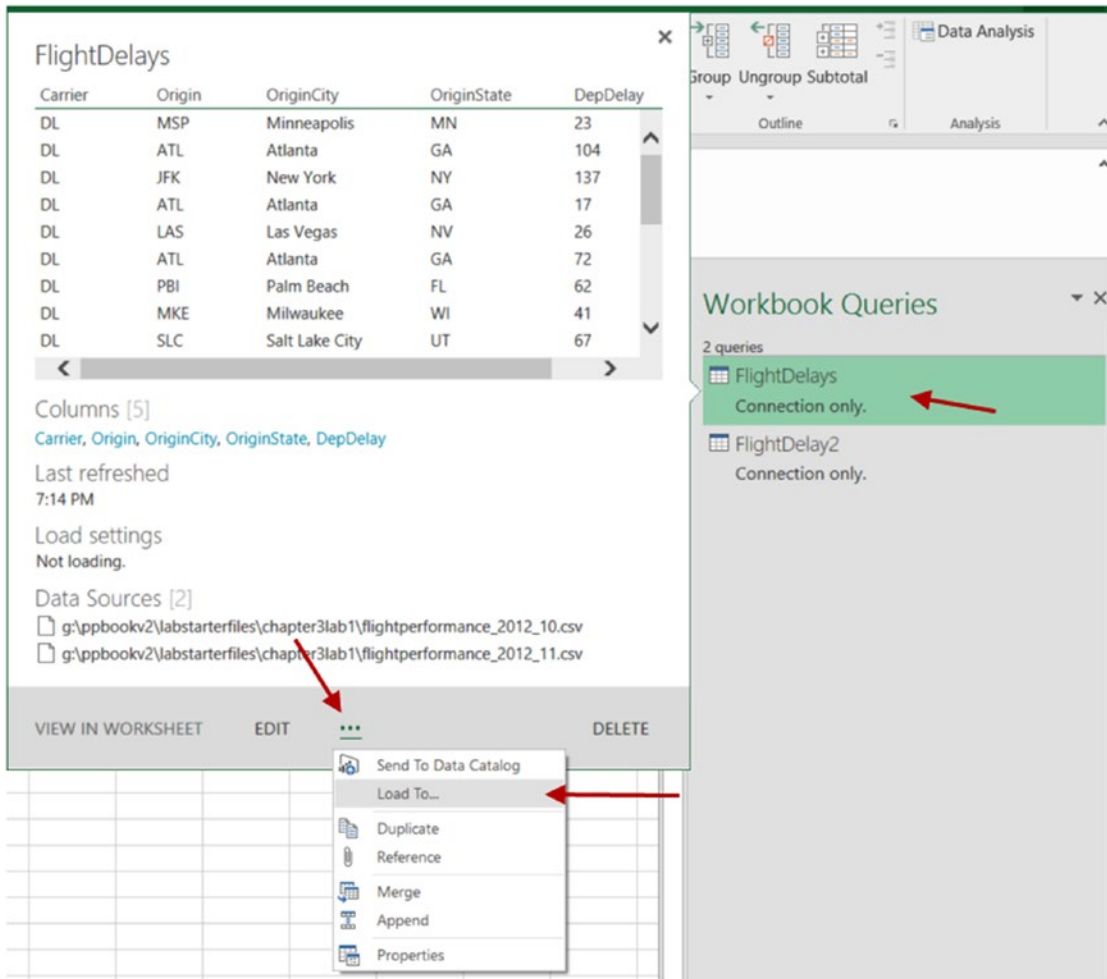 FlightDelays
Carrier Origin OriginCity OriginState DepDelay
DL MSP Minneapolis MN 23
DL ATL Atlanta GA 104
DL JFK New York NY 137
DL ATL Atlanta GA 17
DL LAS Las Vegas NV 26
DL ATL Atlanta GA 72
DL PBI Palm Beach FL 62
DL MKE Milwaukee WI 41
DL SLC Salt Lake City UT 67
Columns [5]
Carrier, Origin, OriginCity, OriginState, DepDelay
Last refreshed
7:14 PM
Load settings
Not loading.
Data Sources [2]
g:\ppbookv2\labstarterfiles\chapter3lab1\flightperformance_2012_10.csv
g:\ppbookv2\labstarterfiles\chapter3lab1\flightperformance_2012_11.csv
VIEW IN WORKSHEET EDIT ... DELETE
Send To Data Catalog
Load To...
Duplicate
Reference
Merge
Append
Properties
Group Ungroup Subtotal
Data Analysis
Outline Analysis
Workbook Queries
2 queries
FlightDelays
Connection only.
FlightDelay2
Connection only.